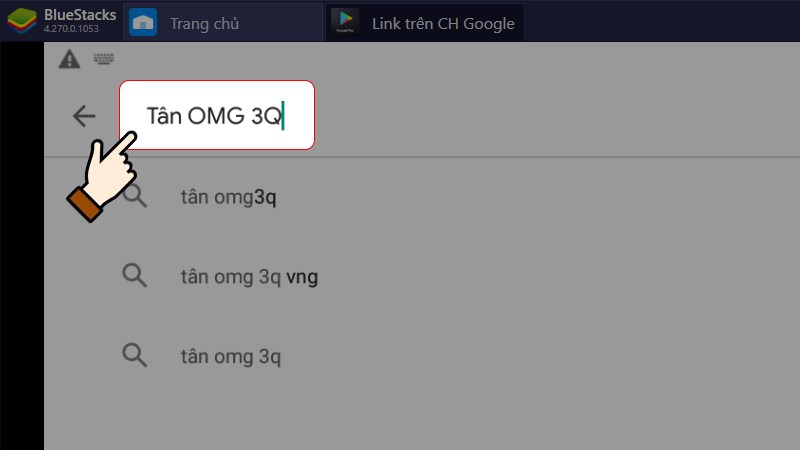 BlueStacks
4.270.0.1053
Trang chủ
Link trên CH Google
Tân OMG 3Q
tân omg3q
tân omg 3q vng
tân omg 3q